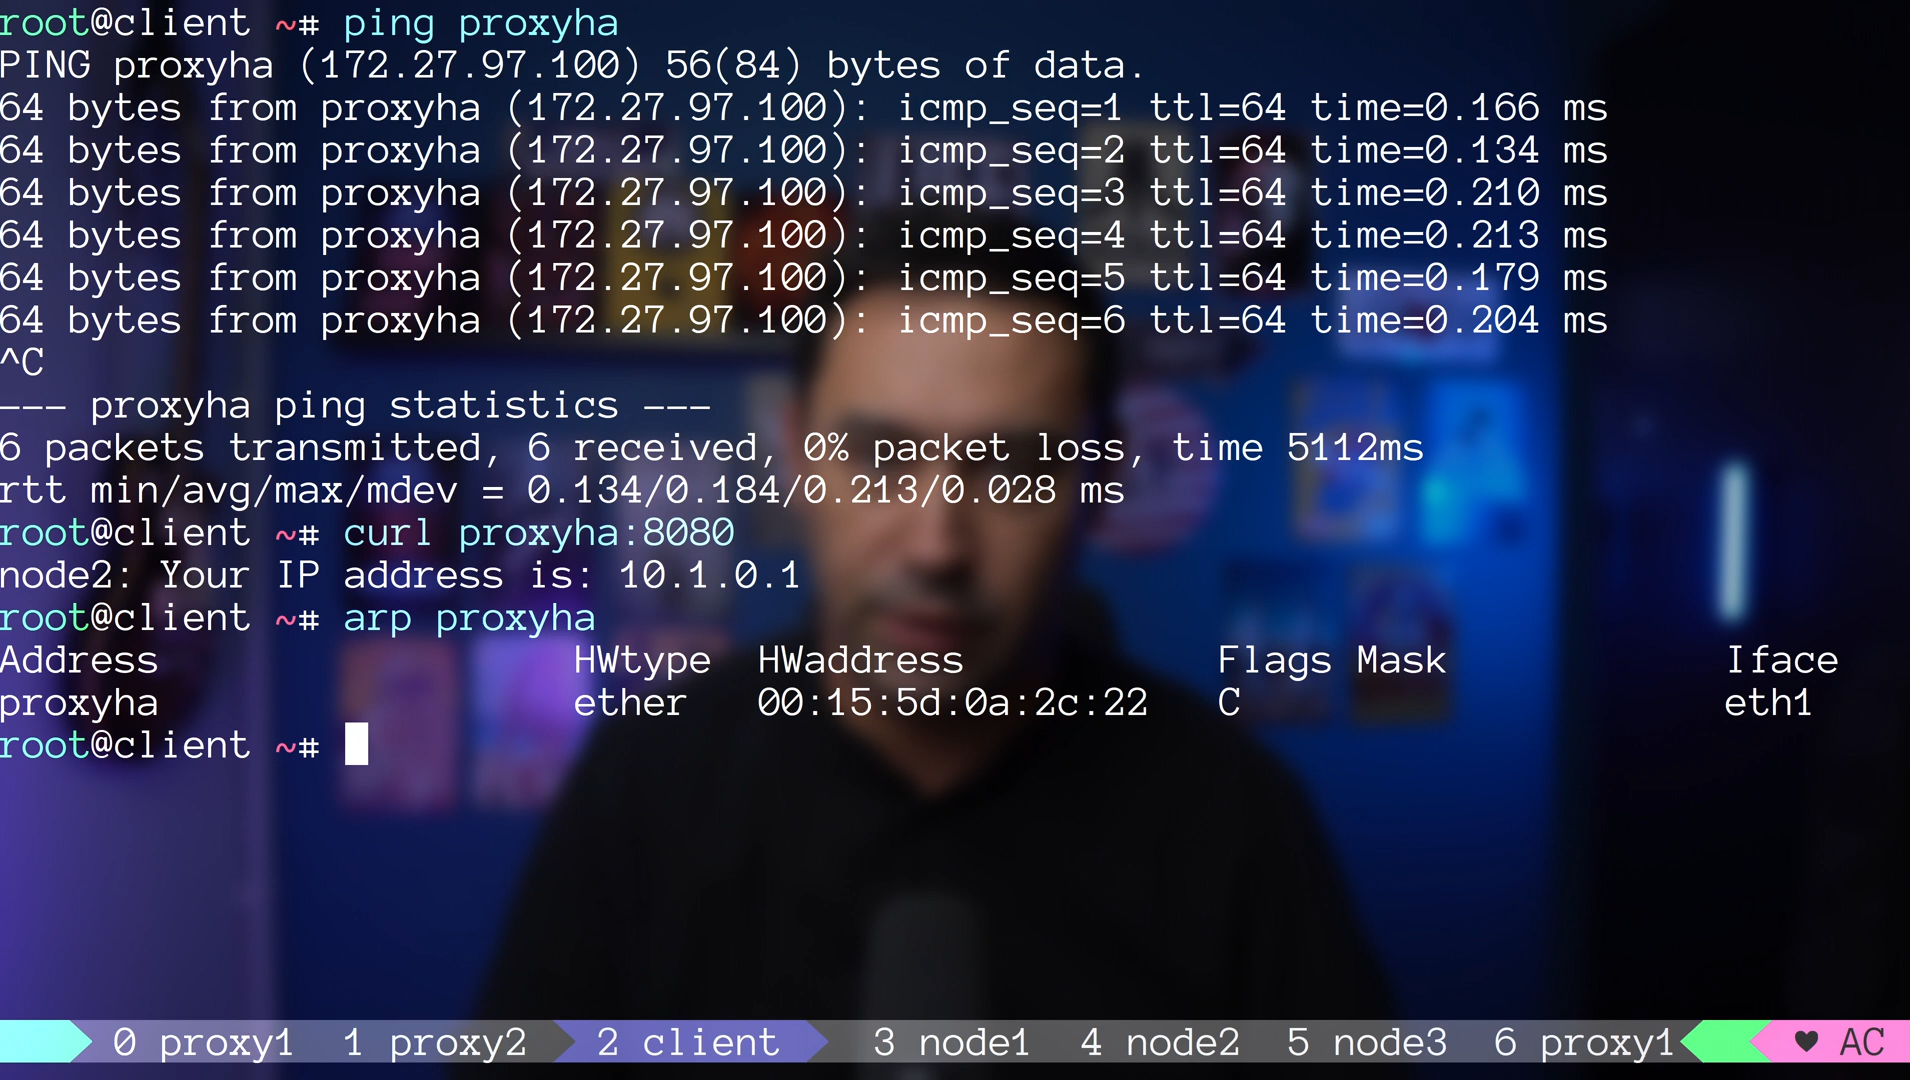 root@client ~# ping proxyha
PING proxyha (172.27.97.100) 56(84) bytes of data.
64 bytes from proxyha (172.27.97.100): icmp_seq=1 ttl=64 time=0.166 ms
64 bytes from proxyha (172.27.97.100): icmp_seq=2 ttl=64 time=0.134 ms
64 bytes from proxyha (172.27.97.100): icmp_seq=3 ttl=64 time=0.210 ms
64 bytes from proxyha (172.27.97.100): icmp_seq=4 ttl=64 time=0.213 ms
64 bytes from proxyha (172.27.97.100): icmp_seq=5 ttl=64 time=0.179 ms
64 bytes from proxyha (172.27.97.100): icmp_seq=6 ttl=64 time=0.204 ms
^C
--- proxyha ping statistics ---
6 packets transmitted, 6 received, 0% packet loss, time 5112ms
rtt min/avg/max/mdev = 0.134/0.184/0.213/0.028 ms
root@client ~# curl proxyha:8080
node2: Your IP address is: 10.1.0.1
root@client ~# arp proxyha
Address HWtype HWaddress Flags Mask Iface
proxyha ether 00:15:5d:0a:2c:22 C eth1
root@client ~#
0 proxy1 1 proxy2 2 client 3 node1 4 node2 5 node3 6 proxy1 ♥ AC